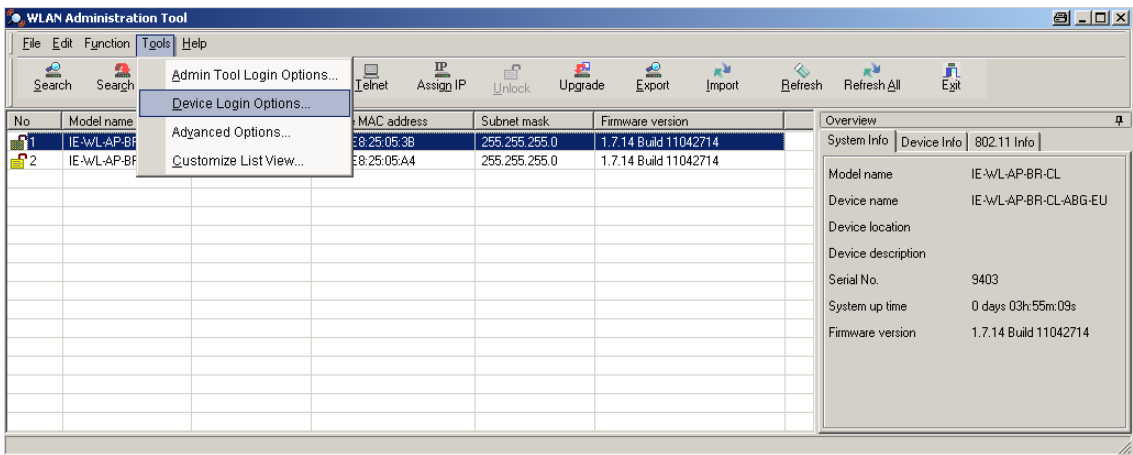 WLAN Administration Tool
File Edit Function Tools Help
Search Search Telnet Assign IP Unlock Upgrade Export Import Refresh Refresh All Exit
IP
Admin Tool Login Options...
Device Login Options...
Advanced Options...
Customize List View...
No Model name MAC address Subnet mask Firmware version
1 IE-WL-AP-BR E8:25:05:3B 255.255.255.0 1.7.14 Build 11042714
2 IE-WL-AP-BR E8:25:05:A4 255.255.255.0 1.7.14 Build 11042714
Overview
System Info Device Info 802.11 Info
Model name IE-WL-AP-BR-CL
Device name IE-WL-AP-BR-CL-ABG-EU
Device location
Device description
Serial No. 9403
System up time 0 days 03h:55m:09s
Firmware version 1.7.14 Build 11042714